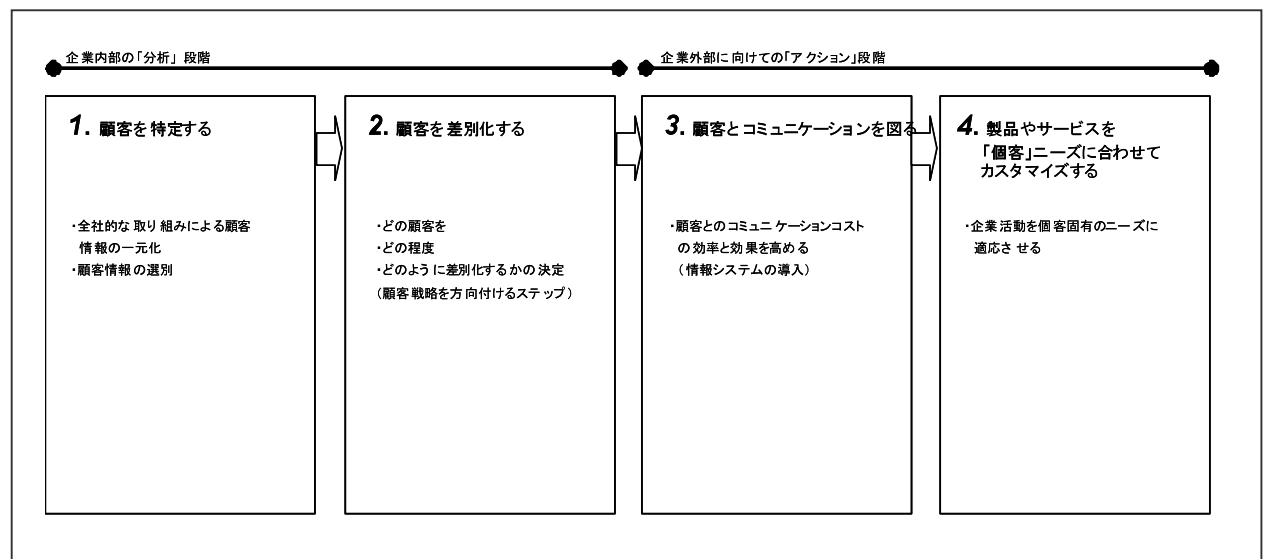 企業内部の「分析」段階
企業外部に向けての「アクション」段階
1. 顧客を特定する
・全社的な取り組みによる顧客
情報の一元化
・顧客情報の選別
2. 顧客を差別化する
・どの顧客を
・どの程度
・どのように差別化するかの決定
（顧客戦略を方向付けるステップ）
3. 顧客とコミュニケーションを図る
・顧客とのコミュニケーションコスト
の効率と効果を高める
（情報システムの導入）
4. 製品やサービスを
「個客」ニーズに合わせて
カスタマイズする
・企業活動を個客固有のニーズに
適応させる